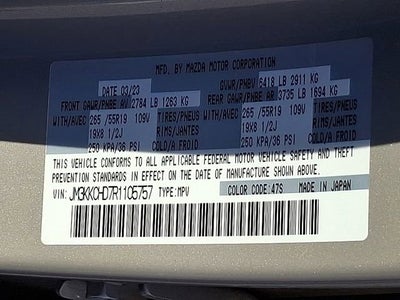 MFD. BY MAZDA MOTOR CORPORATION
DATE 03/23 GVWR/PNBV 6418 LB 2911 KG
FRONT GAWR/PNBE AV 2784 LB 1263 KG REAR GAWR/PNBE AR 3735 LB 1694 KG
WITH/AVEC 265/55R19 109V TIRES/PNEUS WITH/AVEC 265/55R19 109V TIRES/PNEUS
19X8 1/2J RIMS/JANTES 19X8 1/2J RIMS/JANTES
250 KPA/36 PSI COLD/A FROID 250 KPA/36 PSI COLD/A FROID
THIS VEHICLE CONFORMS TO ALL APPLICABLE FEDERAL MOTOR VEHICLE SAFETY AND THEFT
PREVENTION STANDARDS IN EFFECT ON THE DATE OF MANUFACTURE SHOWN ABOVE.
VIN: JM3KKCHD7R1105757 TYPE:MPV COLOR CODE:47S MADE IN JAPAN